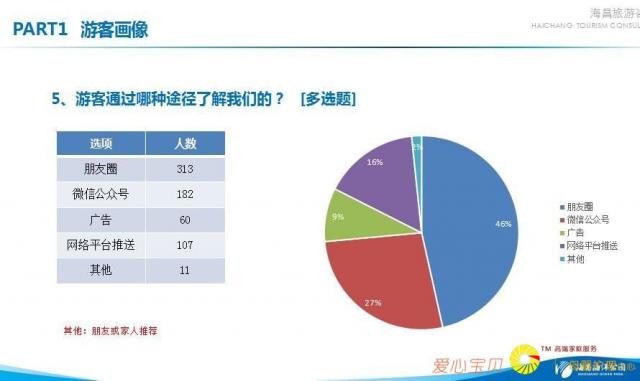 PART1 游客画像
海昌旅游
HAICHANG TOURISM CONSUL
5、游客通过哪种途径了解我们的？ [多选题]
选项 人数
朋友圈 313
微信公众号 182
广告 60
网络平台推送 107
其他 11
46%
27%
9%
16%
2%
朋友圈
微信公众号
广告
网络平台推送
其他
其他：朋友或家人推荐
爱心宝贝
TM 高端家庭服务